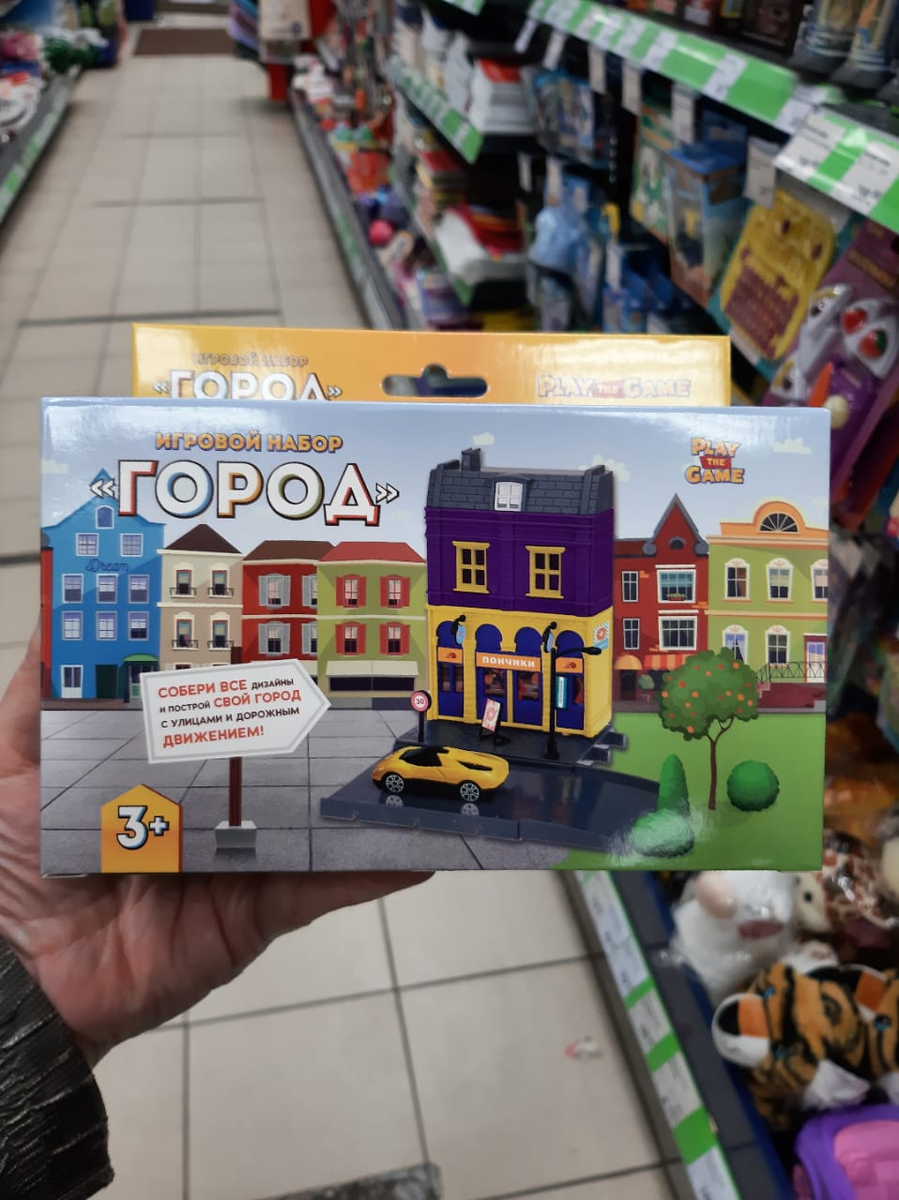 ИГРОВОЙ НАБОР
«ГОРОД»
PLAY THE GAME
ИГРОВОЙ НАБОР
«ГОРОД»
PLAY
THE
GAME
Dream
ПОНЧИКИ
30
СОБЕРИ ВСЕ ДИЗАЙНЫ
И ПОСТРОЙ СВОЙ ГОРОД
С УЛИЦАМИ И ДОРОЖНЫМ
ДВИЖЕНИЕМ!
3+